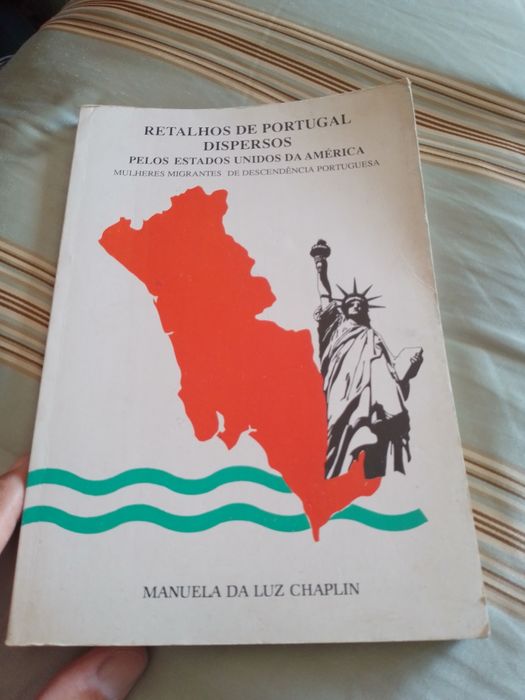 RETALHOS DE PORTUGAL
DISPERSOS
PELOS ESTADOS UNIDOS DA AMÉRICA
MULHERES MIGRANTES DE DESCENDÊNCIA PORTUGUESA
MANUELA DA LUZ CHAPLIN